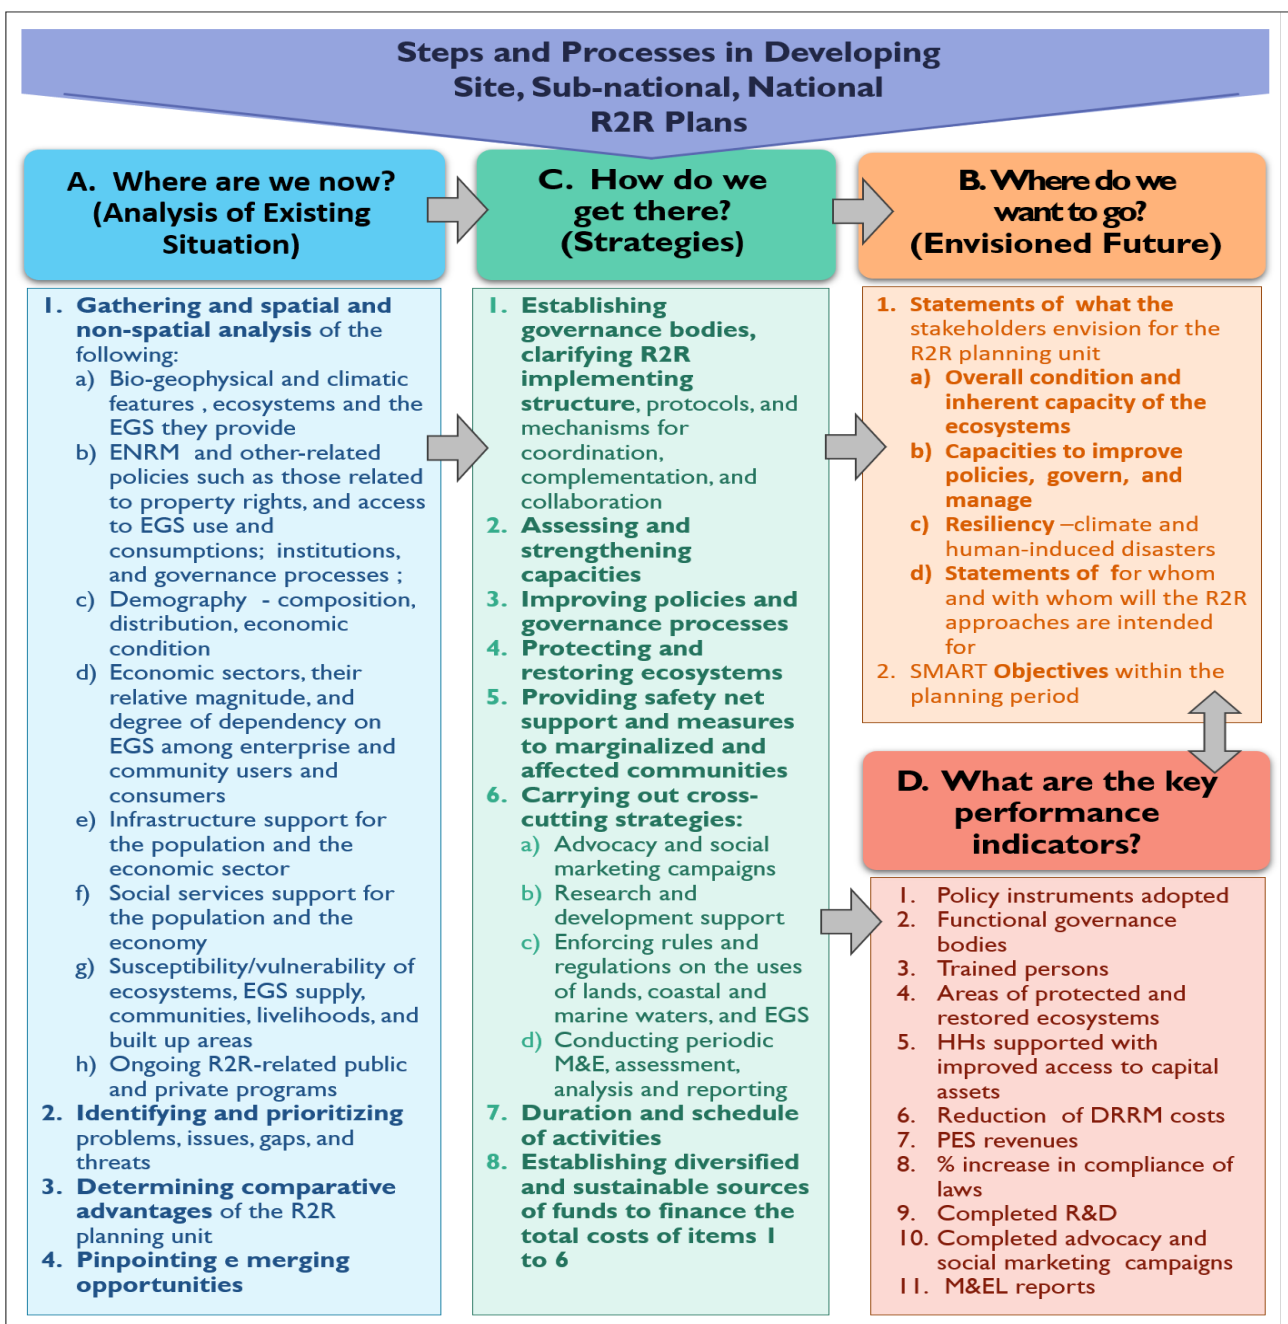 Steps and Processes in Developing
Site, Sub-national, National
R2R Plans
A. Where are we now?
(Analysis of Existing
Situation)
1. Gathering and spatial and
non-spatial analysis of the
following:
a) Bio-geophysical and climatic
features , ecosystems and the
EGS they provide
b) ENRM and other-related
policies such as those related
to property rights, and access
to EGS use and
consumptions; institutions,
and governance processes ;
c) Demography - composition,
distribution, economic
condition
d) Economic sectors, their
relative magnitude, and
degree of dependency on
EGS among enterprise and
community users and
consumers
e) Infrastructure support for
the population and the
economic sector
f) Social services support for
the population and the
economy
g) Susceptibility/vulnerability of
ecosystems, EGS supply,
communities, livelihoods, and
built up areas
h) Ongoing R2R-related public
and private programs
2. Identifying and prioritizing
problems, issues, gaps, and
threats
3. Determining comparative
advantages of the R2R
planning unit
4. Pinpointing e merging
opportunities
C. How do we
get there?
(Strategies)
1. Establishing
governance bodies,
clarifying R2R
implementing
structure, protocols, and
mechanisms for
coordination,
complementation, and
collaboration
2. Assessing and
strengthening
capacities
3. Improving policies and
governance processes
4. Protecting and
restoring ecosystems
5. Providing safety net
support and measures
to marginalized and
affected communities
6. Carrying out cross-
cutting strategies:
a) Advocacy and social
marketing campaigns
b) Research and
development support
c) Enforcing rules and
regulations on the uses
of lands, coastal and
marine waters, and EGS
d) Conducting periodic
M&E, assessment,
analysis and reporting
7. Duration and schedule
of activities
8. Establishing diversified
and sustainable sources
of funds to finance the
total costs of items 1
to 6
B. Where do we
want to go?
(Envisioned Future)
1. Statements of what the
stakeholders envision for the
R2R planning unit
a) Overall condition and
inherent capacity of the
ecosystems
b) Capacities to improve
policies, govern, and
manage
c) Resiliency –climate and
human-induced disasters
d) Statements of for whom
and with whom will the R2R
approaches are intended
for
2. SMART Objectives within the
planning period
D. What are the key
performance
indicators?
1. Policy instruments adopted
2. Functional governance
bodies
3. Trained persons
4. Areas of protected and
restored ecosystems
5. HHs supported with
improved access to capital
assets
6. Reduction of DRRM costs
7. PES revenues
8. % increase in compliance of
laws
9. Completed R&D
10. Completed advocacy and
social marketing campaigns
11. M&EL reports